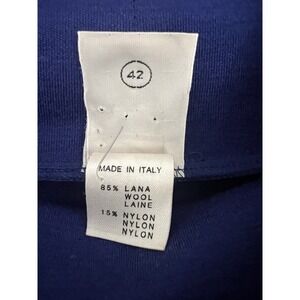 42
MADE IN ITALY
85% LANA
WOOL
LAINE
15% NYLON
NYLON
NYLON